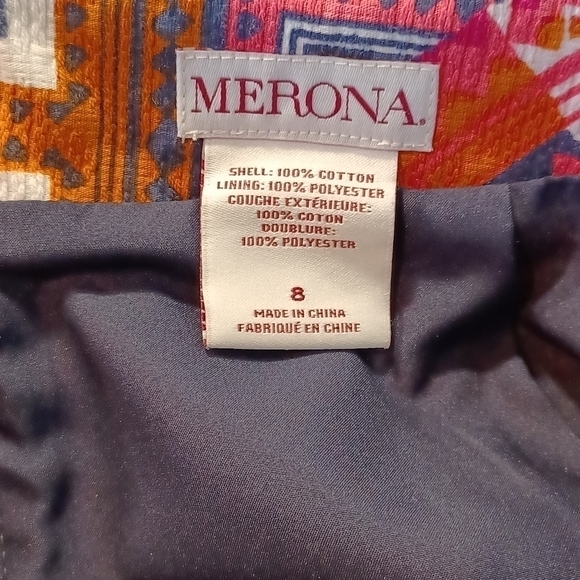 MERONA.
SHELL: 100% COTTON
LINING: 100% POLYESTER
COUCHE EXTÉRIEURE:
100% COTON
DOUBLURE:
100% POLYESTER
8
MADE IN CHINA
FABRIQUÉ EN CHINE